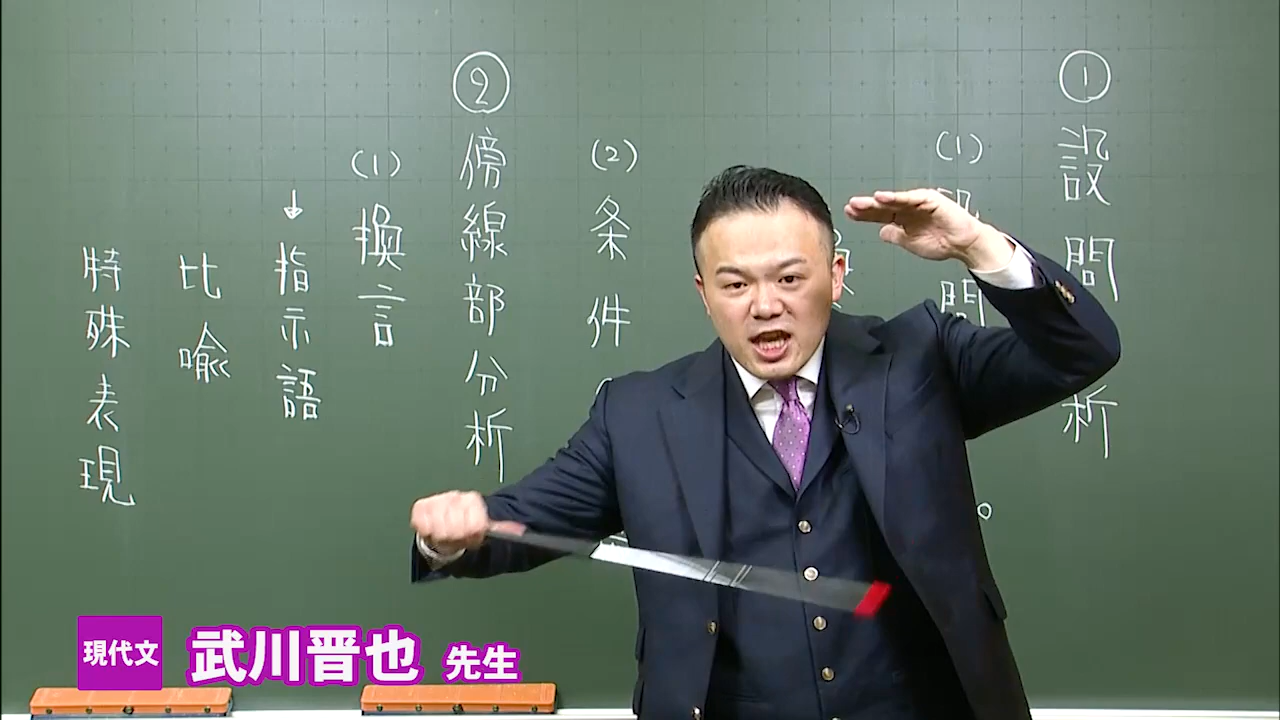 ① 設問 析
(1)
(2) 条件
② 傍線部分析
(1) 換言
↓指示語
比喩
特殊表現
現代文 武川晋也 先生